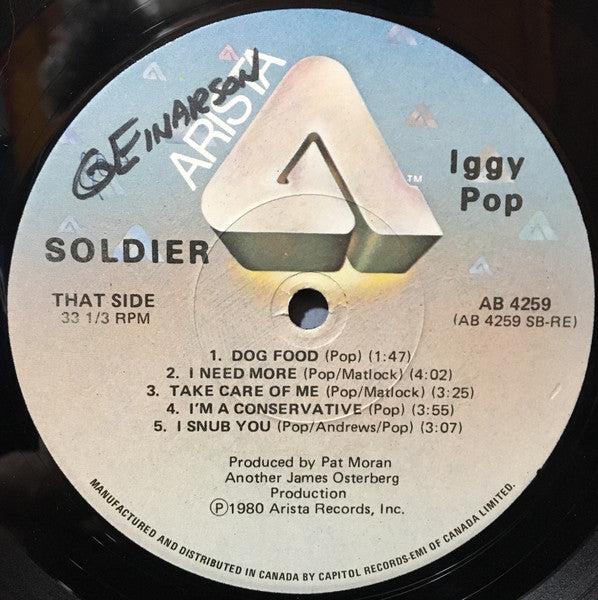 GEINARSON
ARISTA
TM
Iggy
Pop
SOLDIER
THAT SIDE
33 1/3 RPM
AB 4259
(AB 4259 SB-RE)
1. DOG FOOD (Pop) (1:47)
2. I NEED MORE (Pop/Matlock) (4:02)
3. TAKE CARE OF ME (Pop/Matlock) (3:25)
4. I'M A CONSERVATIVE (Pop) (3:55)
5. I SNUB YOU (Pop/Andrews/Pop) (3:07)
Produced by Pat Moran
Another James Osterberg
Production
Ⓟ1980 Arista Records, Inc.
MANUFACTURED AND DISTRIBUTED IN CANADA BY CAPITOL RECORDS-EMI OF CANADA LIMITED.